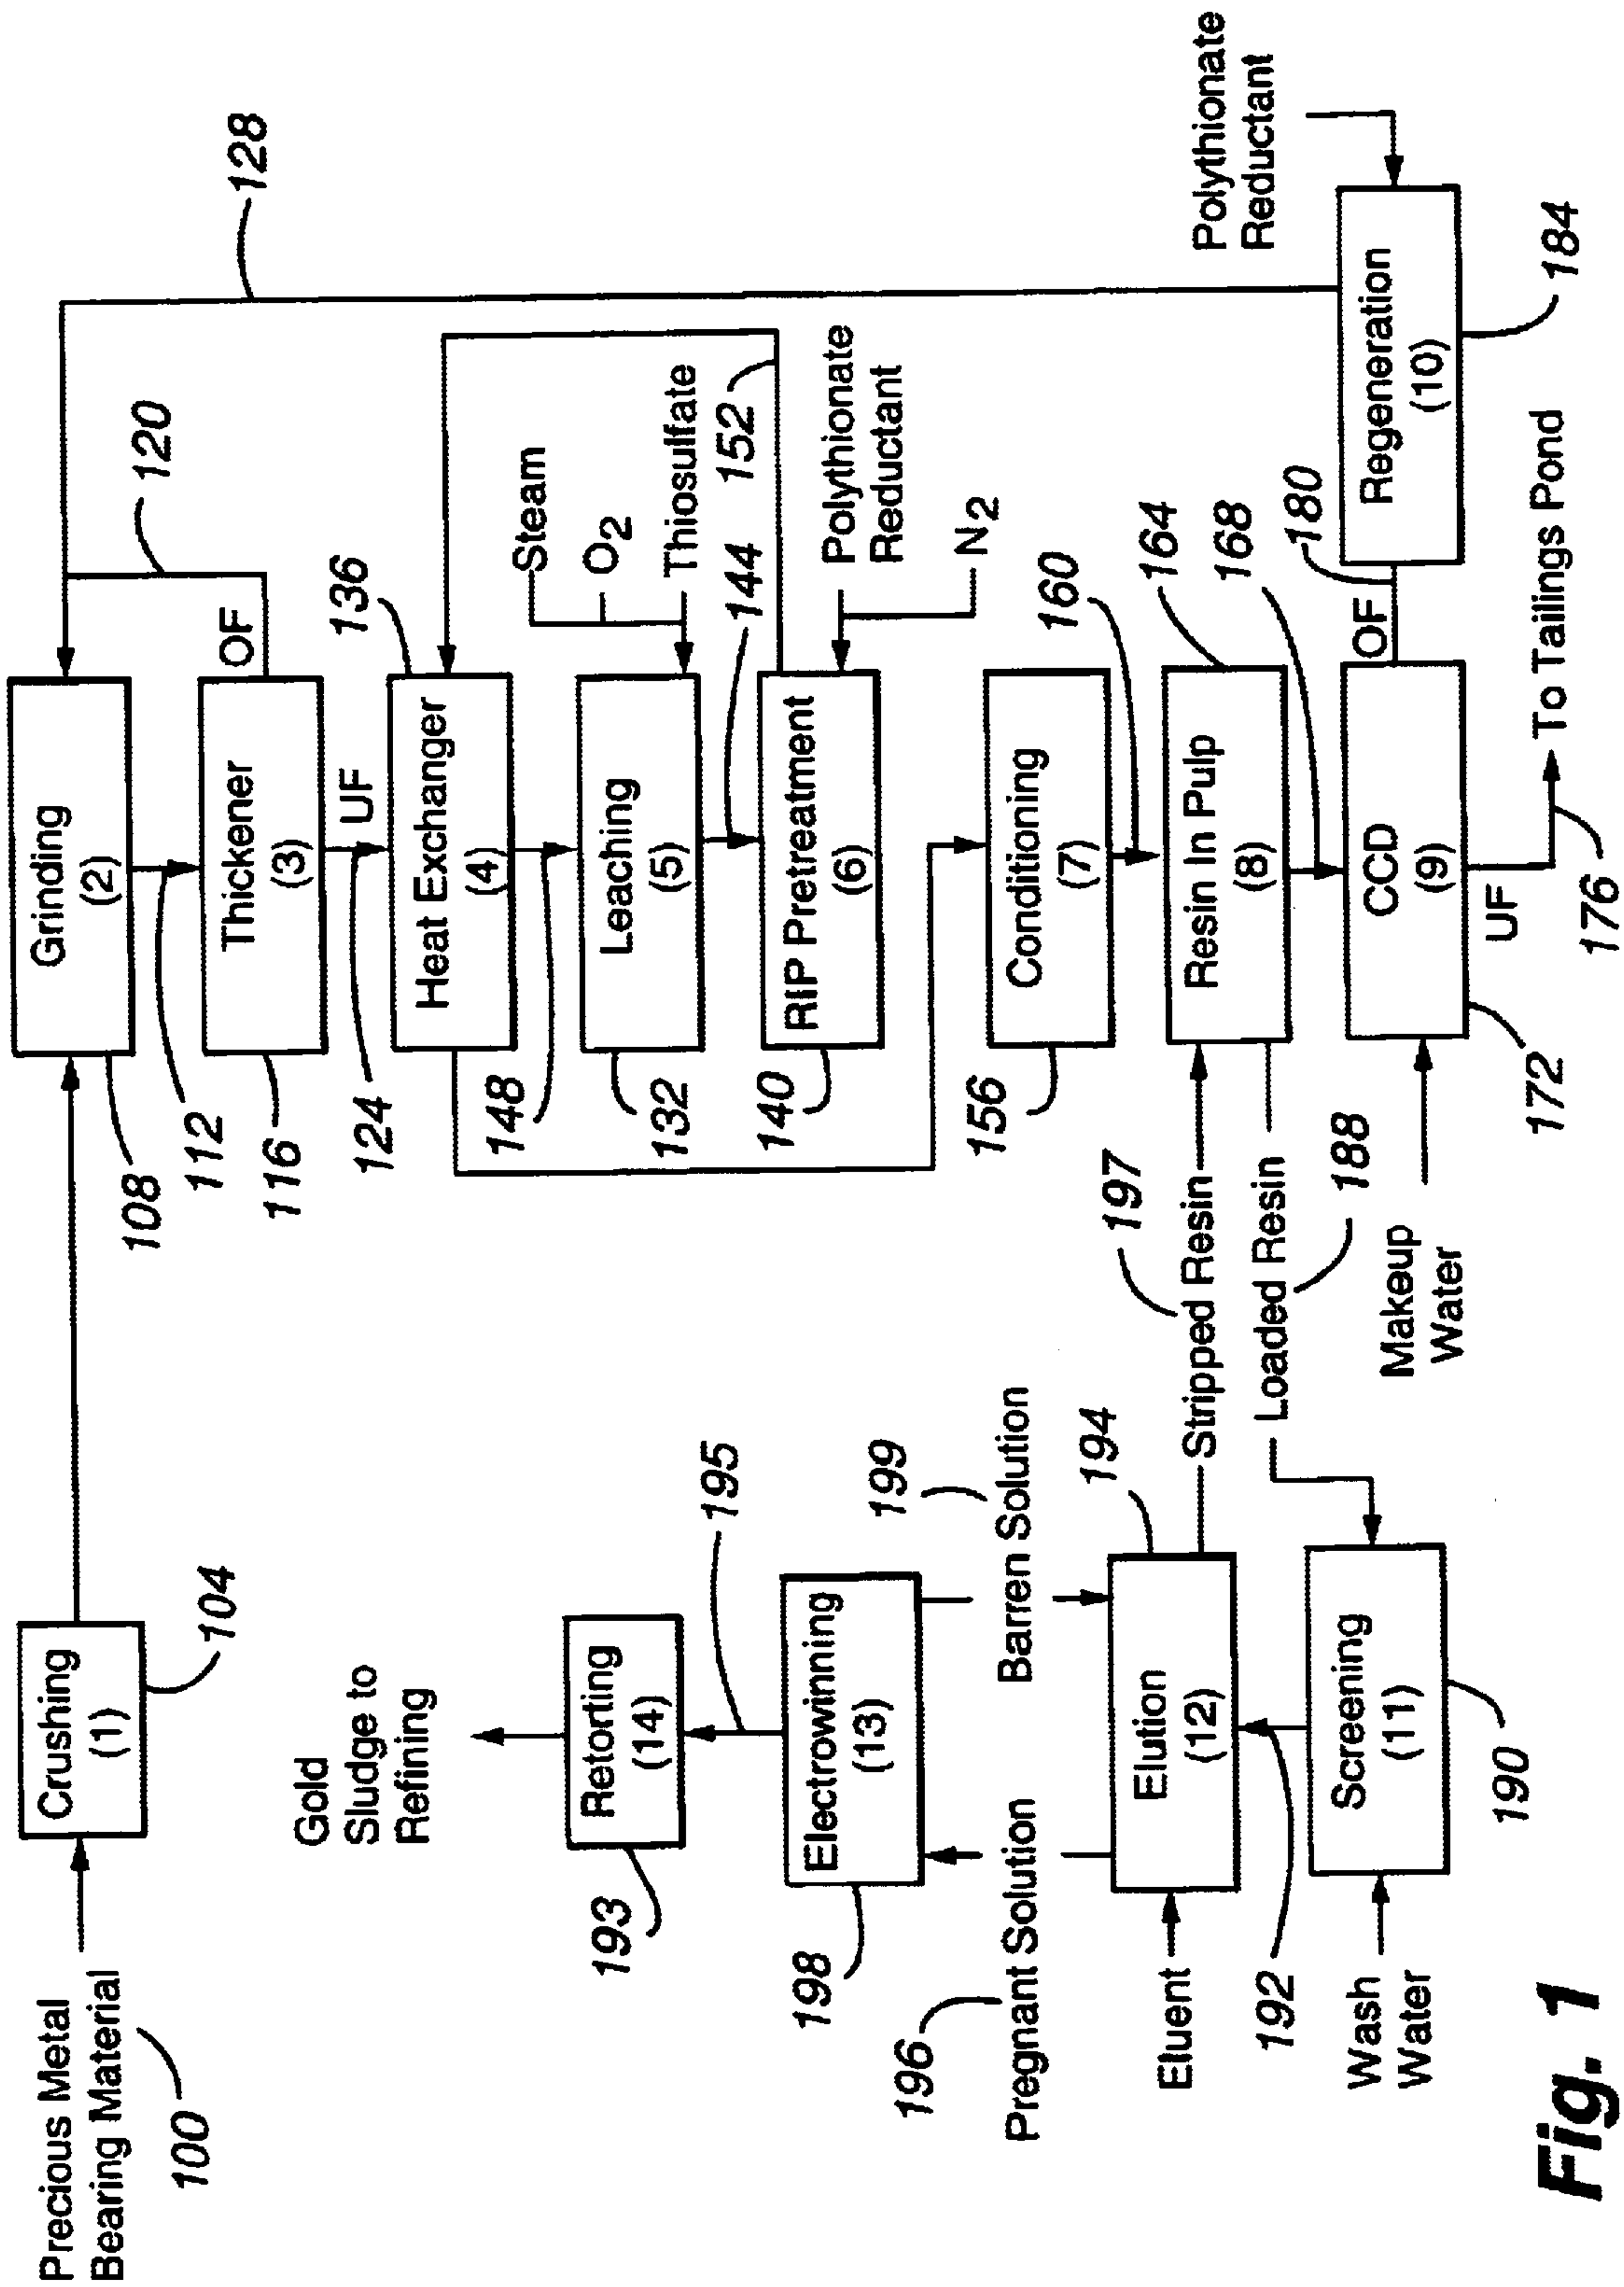 Precious Metal
Bearing Material
100
Crushing
(1)
104
Grinding
(2)
108
112
Thickener
(3)
116
OF
120
128
UF
124
Heat Exchanger
(4)
136
148
Leaching
(5)
132
Steam
O2
Thiosulfate
144
152
RIP Pretreatment
(6)
140
Polythionate
Reductant
N2
Conditioning
(7)
156
160
Resin In Pulp
(8)
164
168
CCD
(9)
172
OF
180
UF
176
To Tailings Pond
Makeup
Water
Regeneration
(10)
184
Polythionate
Reductant
Stripped Resin
197
Loaded Resin
188
Screening
(11)
190
Wash
Water
192
Elution
(12)
194
Eluent
Pregnant Solution
196
Barren Solution
199
Electrowinning
(13)
198
195
Retorting
(14)
193
Gold
Sludge to
Refining
Fig. 1